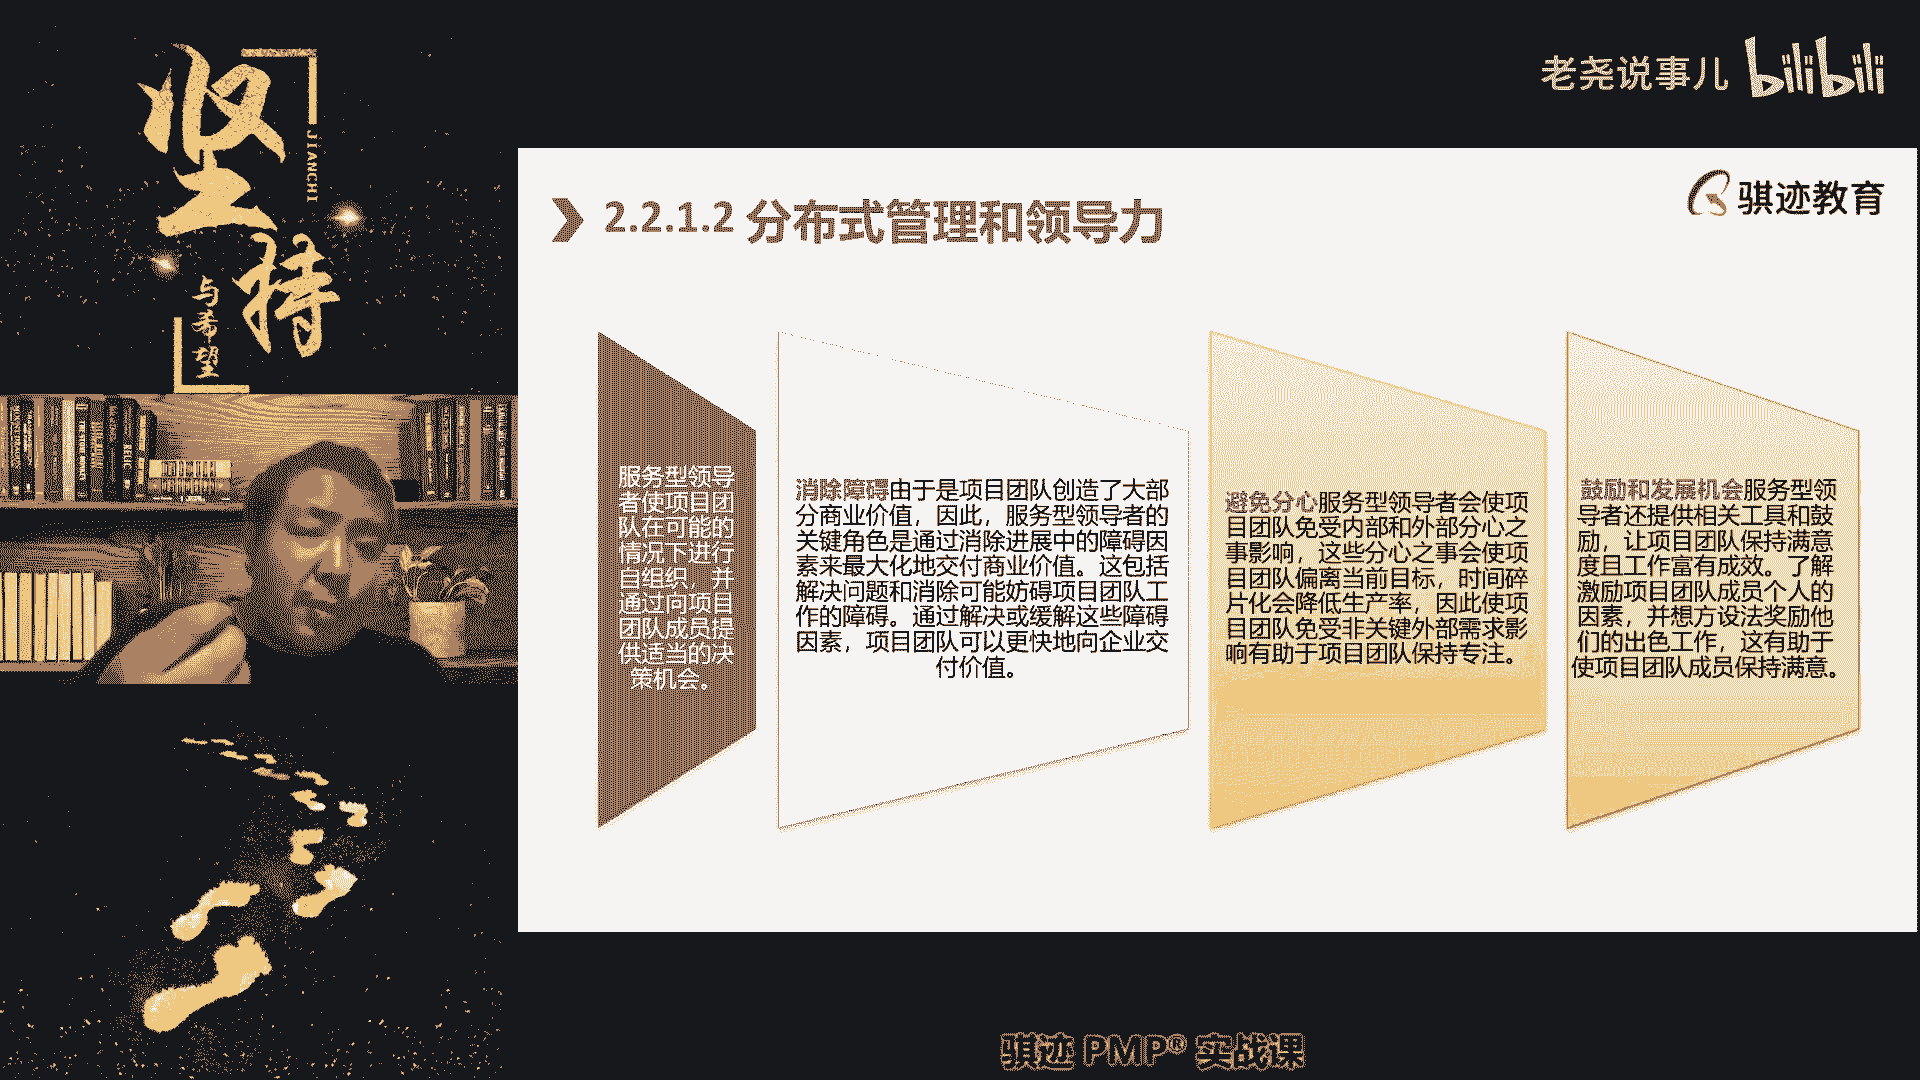 坚持
JIANCHI
与希望
老尧说事儿 bilibili
骐迹教育
2.2.1.2 分布式管理和领导力
服务型领导
者使项目团
队在可能的
情况下进行
自组织，并
通过向项目
团队成员提
供适当的决
策机会。
消除障碍由于是项目团队创造了大部
分商业价值，因此，服务型领导者的
关键角色是通过消除进展中的障碍因
素来最大化地交付商业价值。这包括
解决问题和消除可能妨碍项目团队工
作的障碍。通过解决或缓解这些障碍
因素，项目团队可以更快地向企业交
付价值。
避免分心服务型领导者会使项
目团队免受内部和外部分心之
事影响，这些分心之事会使项
目团队偏离当前目标，时间碎
片化会降低生产率，因此使项
目团队免受非关键外部需求影
响有助于项目团队保持专注。
鼓励和发展机会服务型领
导者还提供相关工具和鼓
励，让项目团队保持满意
度且工作富有成效。了解
激励项目团队成员个人的
因素，并想方设法奖励他
们的出色工作，这有助于
使项目团队成员保持满意。
骐迹 PMP® 实战课